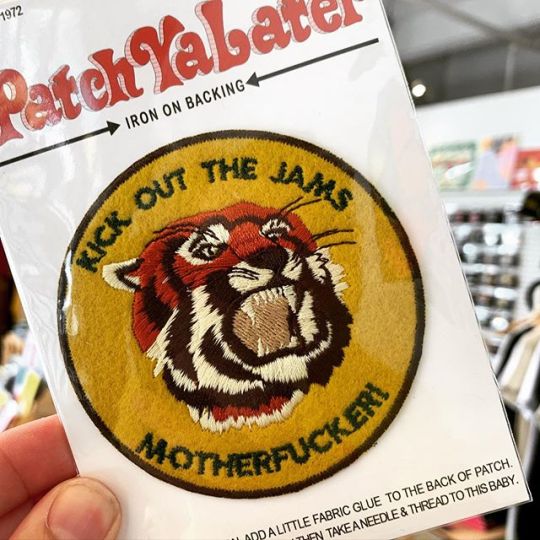 1972
PatchYaLater
IRON ON BACKING
KICK OUT THE JAMS
MOTHERFUCKER!
ADD A LITTLE FABRIC GLUE TO THE BACK OF PATCH.
THEN TAKE A NEEDLE & THREAD TO THIS BABY.